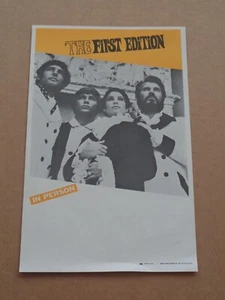 THE FIRST EDITION
IN PERSON